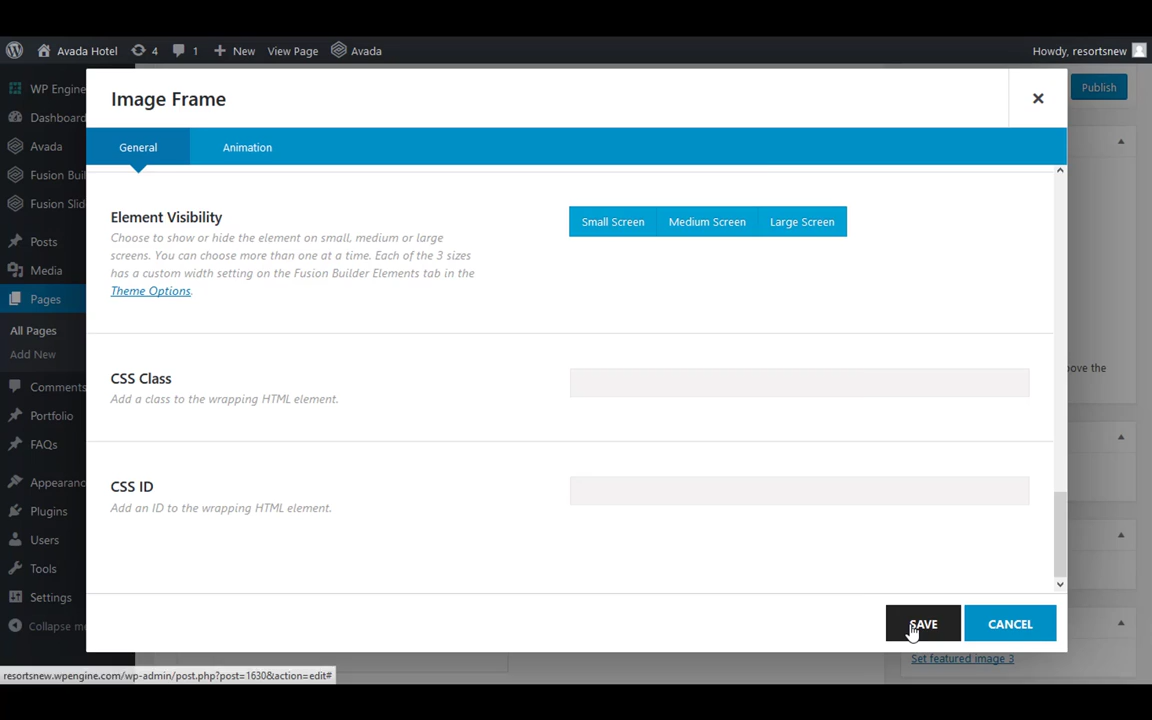 Avada Hotel
4
1
New
View Page
Avada
Howdy, resortsnew
WP Engine
Dashboard
Avada
Fusion Buil
Fusion Slid
Posts
Media
Pages
All Pages
Add New
Comments
Portfolio
FAQs
Appearanc
Plugins
Users
Tools
Settings
Collapse me
Image Frame
General
Animation
Element Visibility
Choose to show or hide the element on small, medium or large
screens. You can choose more than one at a time. Each of the 3 sizes
has a custom width setting on the Fusion Builder Elements tab in the
Theme Options.
Small Screen
Medium Screen
Large Screen
CSS Class
Add a class to the wrapping HTML element.
CSS ID
Add an ID to the wrapping HTML element.
SAVE
CANCEL
Publish
bove the
Set featured image 3
resortsnew.wpengine.com/wp-admin/post.php?post=1630&action=edit#